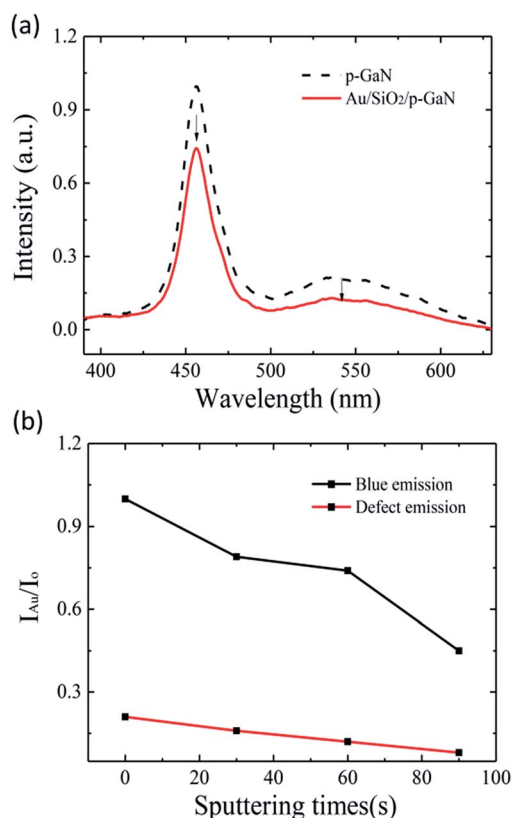 (a)
1.2
0.9
0.6
0.3
0.0
Intensity (a.u.)
p-GaN
Au/SiO₂/p-GaN
400 450 500 550 600
Wavelength (nm)
(b)
1.2
0.9
0.6
0.3
I_Au/I_o
Blue emission
Defect emission
0 20 40 60 80 100
Sputtering times(s)